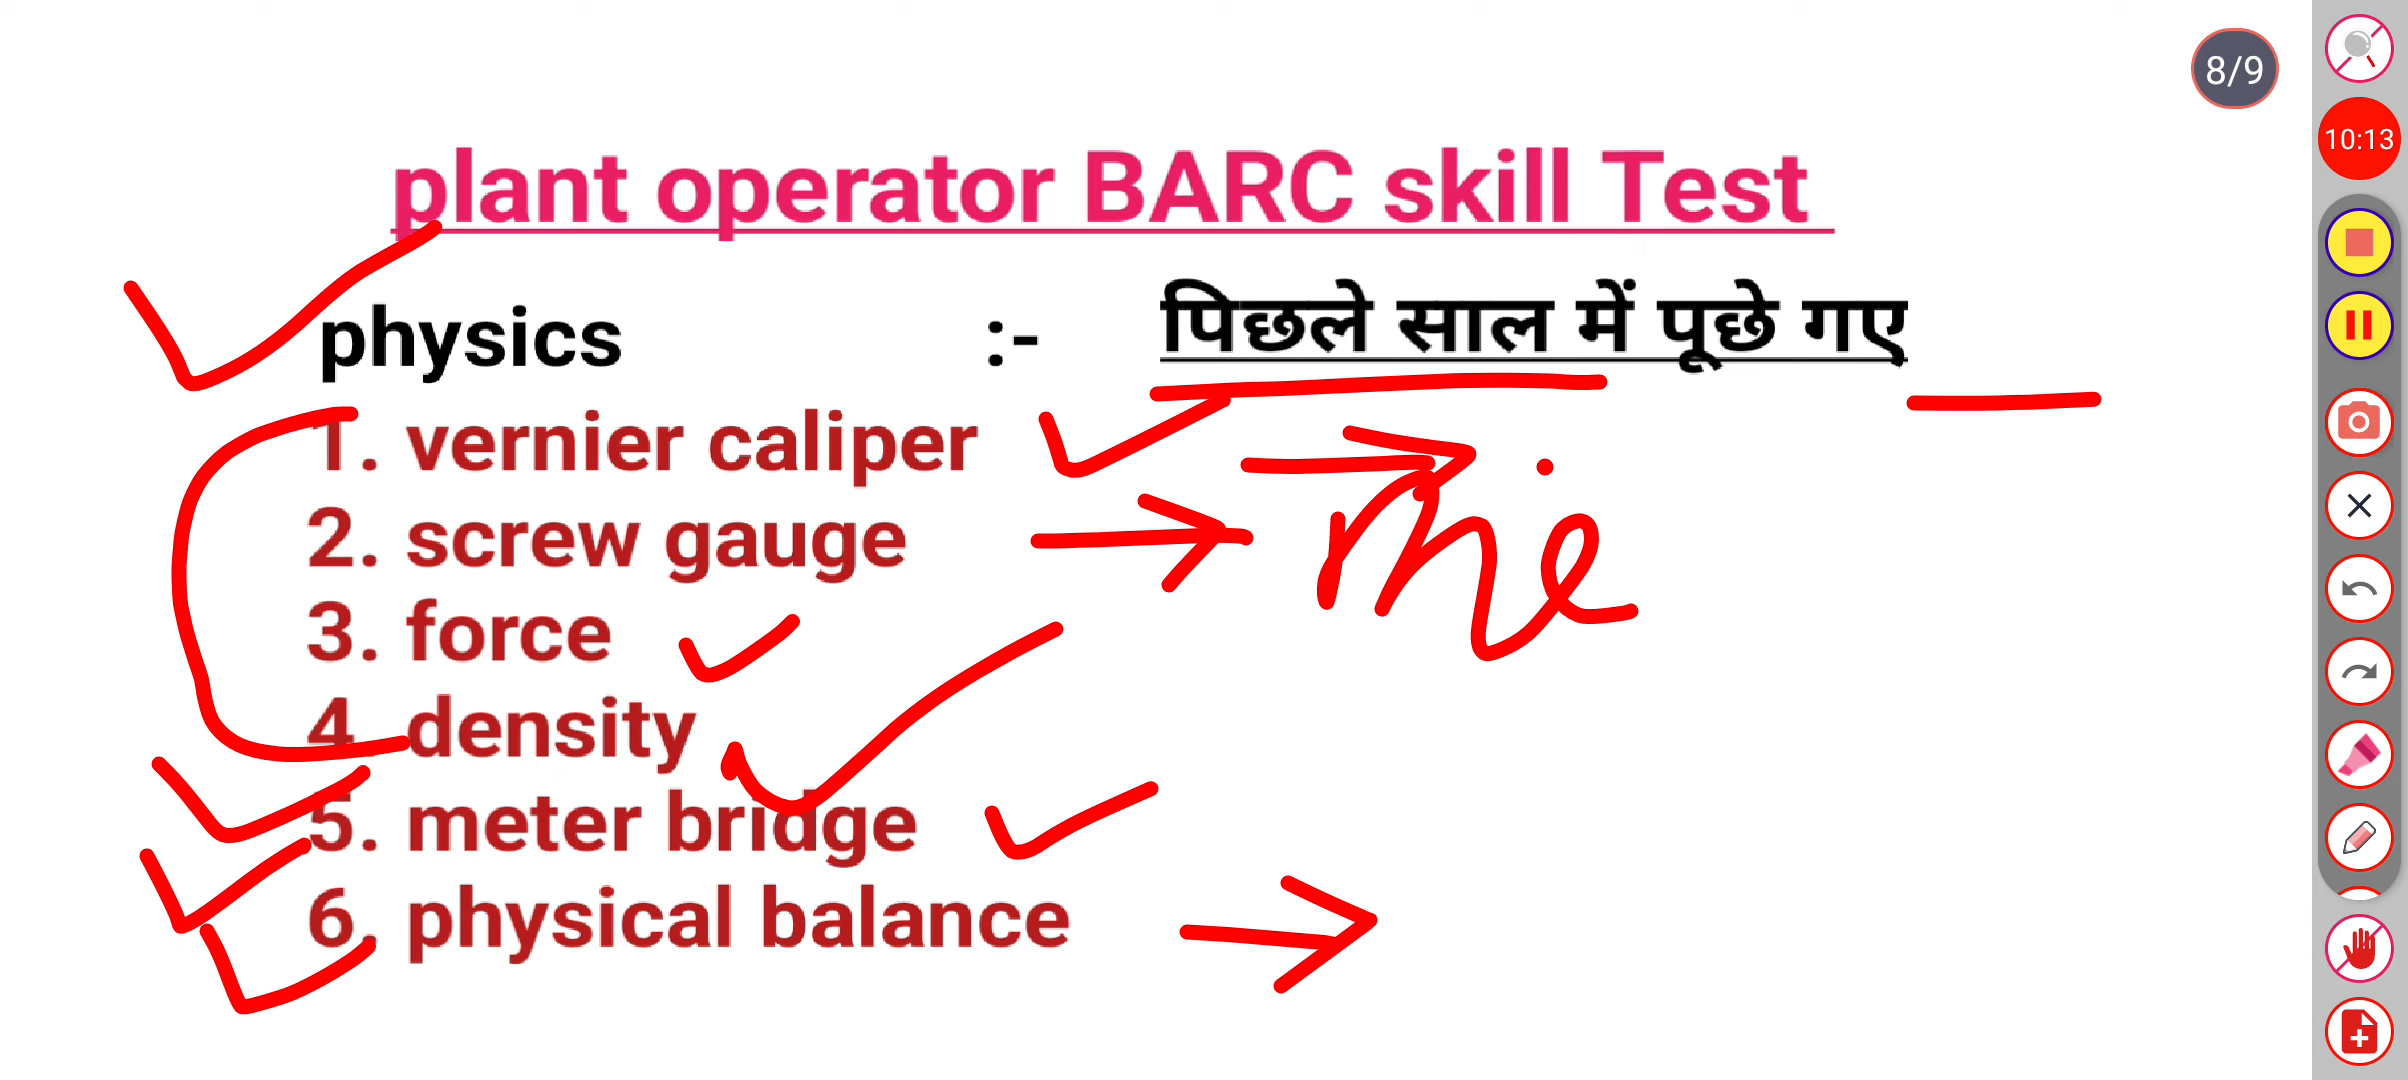 8/9
10:13
plant operator BARC skill Test
physics :- पिछले साल में पूछे गए
1. vernier caliper
2. screw gauge
3. force
4 density
5. meter bridge
6. physical balance